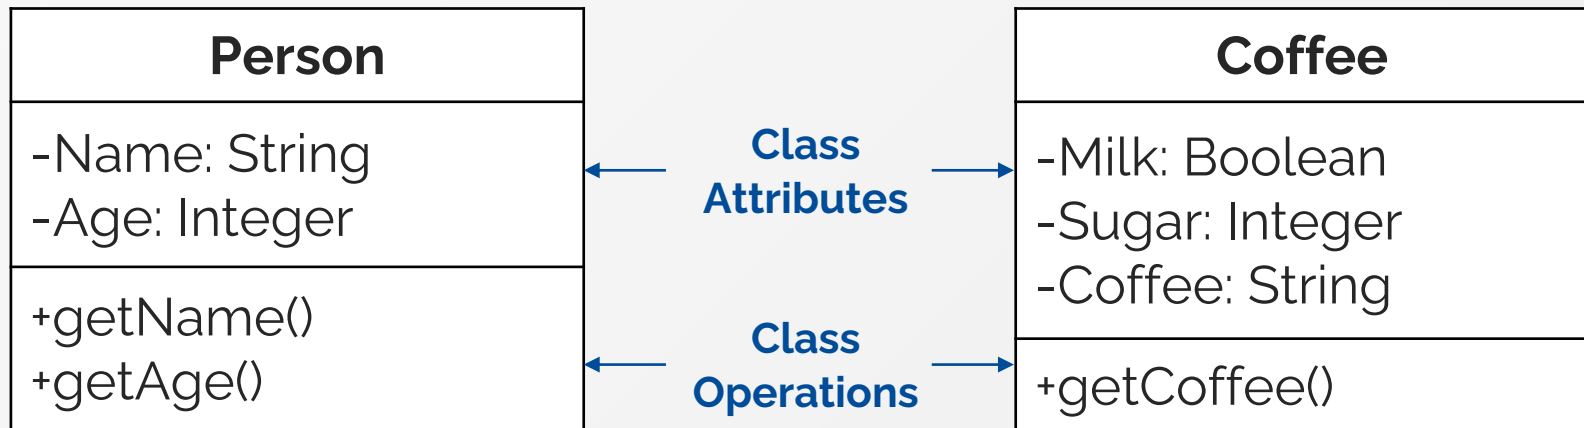 Person
-Name: String
-Age: Integer
+getName()
+getAge()
Class
Attributes
Class
Operations
Coffee
-Milk: Boolean
-Sugar: Integer
-Coffee: String
+getCoffee()